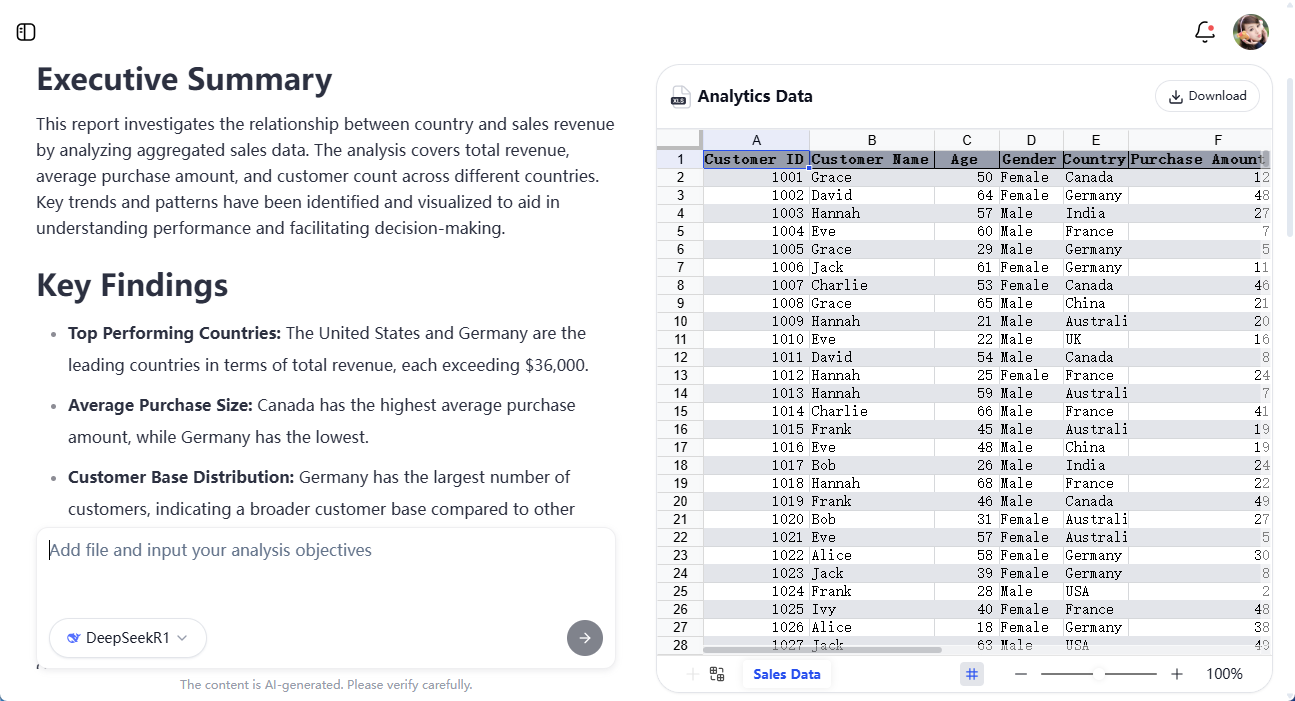 Executive Summary
This report investigates the relationship between country and sales revenue
by analyzing aggregated sales data. The analysis covers total revenue,
average purchase amount, and customer count across different countries.
Key trends and patterns have been identified and visualized to aid in
understanding performance and facilitating decision-making.
Key Findings
• Top Performing Countries: The United States and Germany are the
leading countries in terms of total revenue, each exceeding $36,000.
• Average Purchase Size: Canada has the highest average purchase
amount, while Germany has the lowest.
• Customer Base Distribution: Germany has the largest number of
customers, indicating a broader customer base compared to other
Add file and input your analysis objectives
DeepSeekR1
The content is AI-generated. Please verify carefully.
XLS Analytics Data Download
A B C D E F
1 Customer ID Customer Name Age Gender Country Purchase Amount
2 1001 Grace 50 Female Canada 12
3 1002 David 64 Female Germany 48
4 1003 Hannah 57 Male India 27
5 1004 Eve 60 Male France 7
6 1005 Grace 29 Male Germany 5
7 1006 Jack 61 Female Germany 11
8 1007 Charlie 53 Female Canada 46
9 1008 Grace 65 Male China 21
10 1009 Hannah 21 Male Australi 20
11 1010 Eve 22 Male UK 16
12 1011 David 54 Male Canada 8
13 1012 Hannah 25 Female France 24
14 1013 Hannah 59 Male Australi 7
15 1014 Charlie 66 Male France 41
16 1015 Frank 45 Male Australi 19
17 1016 Eve 48 Male China 19
18 1017 Bob 26 Male India 24
19 1018 Hannah 68 Male France 22
20 1019 Frank 46 Male Canada 49
21 1020 Bob 31 Female Australi 27
22 1021 Eve 57 Female Australi 5
23 1022 Alice 58 Female Germany 30
24 1023 Jack 39 Female Germany 8
25 1024 Frank 28 Male USA 2
26 1025 Ivy 40 Female France 48
27 1026 Alice 18 Female Germany 38
28 1027 Jack 63 Male USA 49
Sales Data
100%